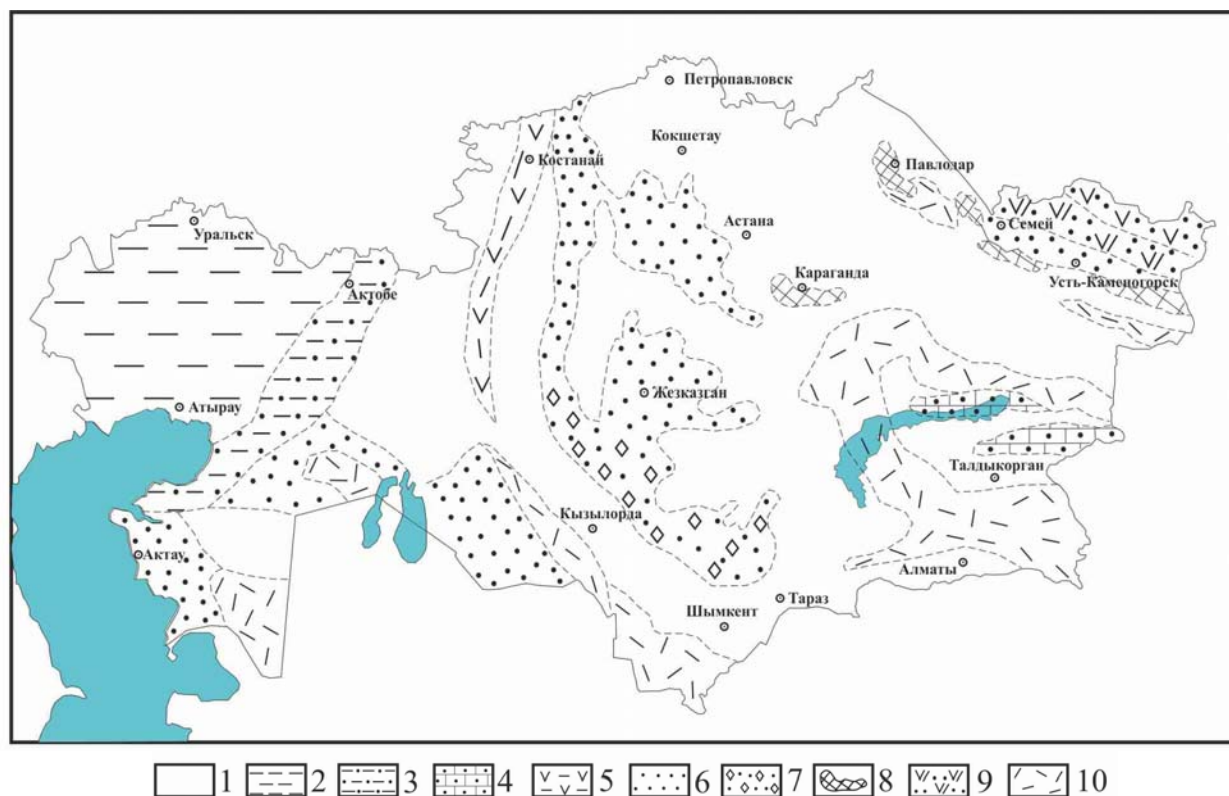 Петропавловск
Кокшетау
Костанай
Павлодар
Астана
Семей
Уральск
Караганда
Усть-Каменогорск
Актобе
Жезказган
Атырау
Талдыкорган
Кызылорда
Актау
Алматы
Тараз
Шымкент
1 2 3 4 5 6 7 8 9 10